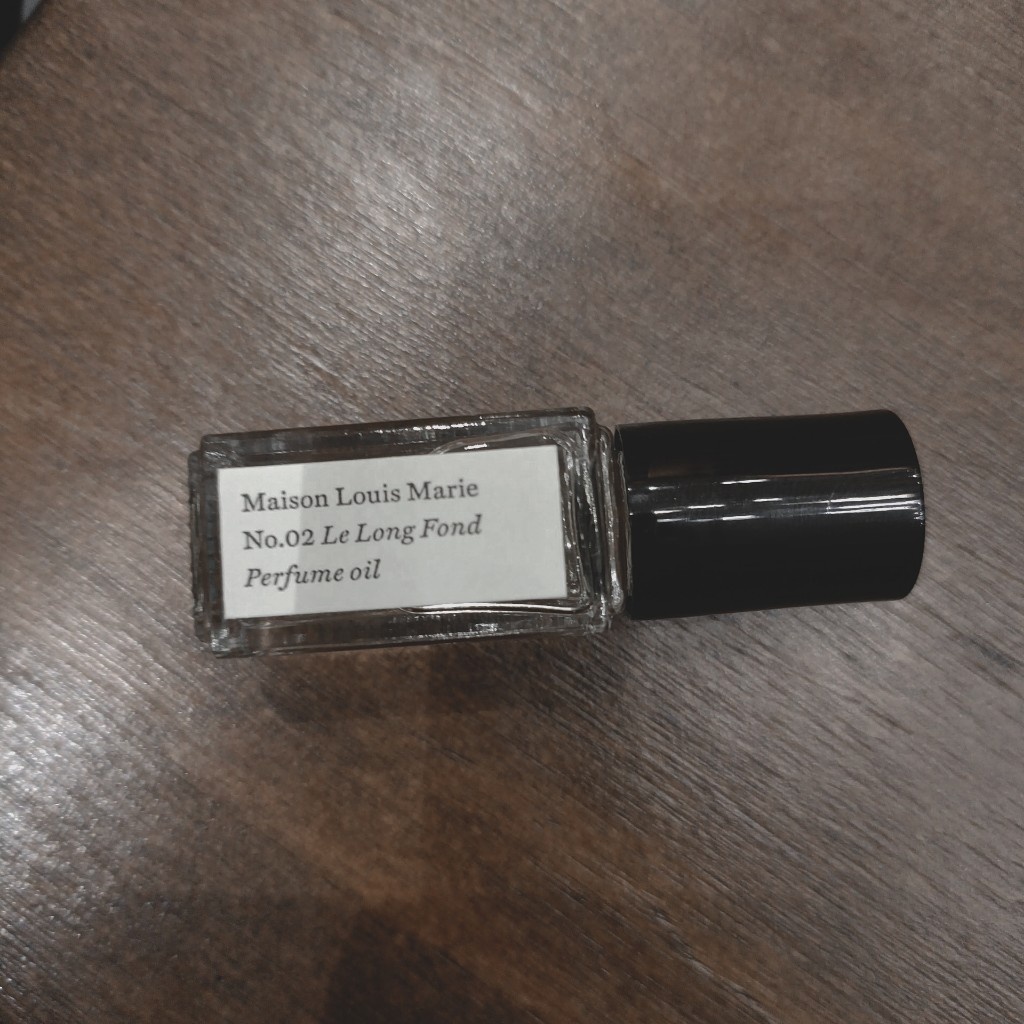 Maison Louis Marie
No.02 Le Long Fond
Perfume oil